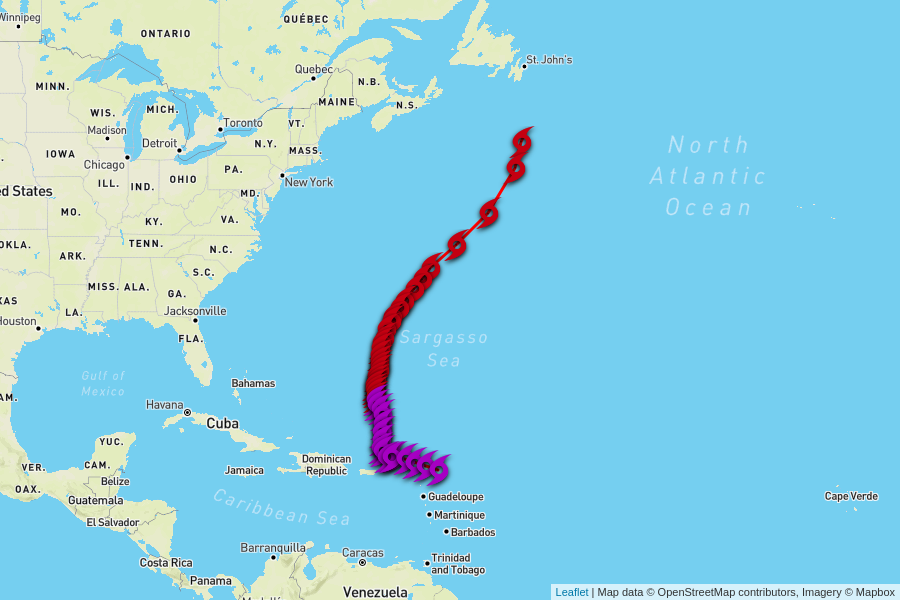 Winnipeg
QUÉBEC
ONTARIO
St. John's
Quebec
N.B.
MINN.
MAINE
N.S.
WIS.
MICH.
Toronto
VT.
Madison
Detroit
N.Y.
MASS.
IOWA
Chicago
PA.
ed States
ILL.
IND.
OHIO
New York
MD.
North
Atlantic
Ocean
MO.
KY.
VA.
OKLA.
TENN.
N.C.
ARK.
S.C.
MISS.
ALA.
GA.
XAS
LA.
Jacksonville
Houston
FLA.
Sargasso
Sea
Gulf of
Mexico
Bahamas
AM.
Havana
Cuba
YUC.
VER.
CAM.
Dominican
Republic
Jamaica
Belize
OAX.
Guatemala
Guadeloupe
Cape Verde
Caribbean Sea
Martinique
El Salvador
Barbados
Barranquilla
Caracas
Costa Rica
Trinidad
and Tobago
Panama
Venezuela
Leaflet | Map data © OpenStreetMap contributors, Imagery © Mapbox